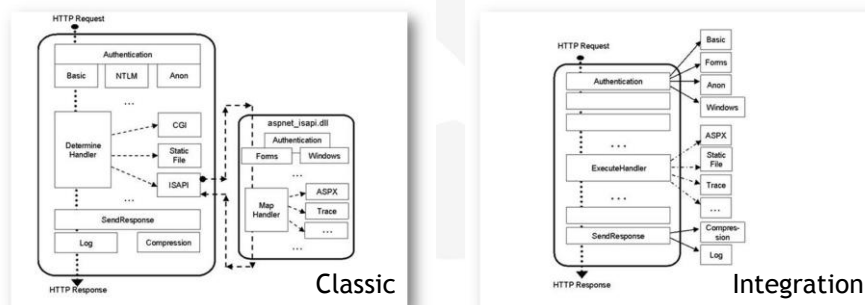 HTTP Request
Authentication
Basic
NTLM
Anon
...
Determine
Handler
CGI
Static
File
ISAPI
...
SendResponse
Log
Compression
HTTP Response
aspnet_isapi.dll
Authentication
Forms
Windows
...
Map
Handler
ASPX
Trace
...
...
Classic
HTTP Request
Authentication
Basic
Forms
Anon
Windows
...
ExecuteHandler
ASPX
Static
File
Trace
...
...
SendResponse
Compres-
sion
Log
HTTP Response
Integration